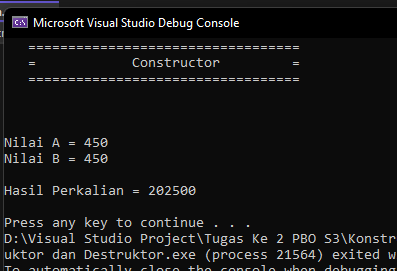 Microsoft Visual Studio Debug Console
==================================
= Constructor =
==================================
Nilai A = 450
Nilai B = 450
Hasil Perkalian = 202500
Press any key to continue . . .
D:\Visual Studio Project\Tugas Ke 2 PBO S3\Konstr
uktor dan Destruktor.exe (process 21564) exited w
To automatically close the console when debugging